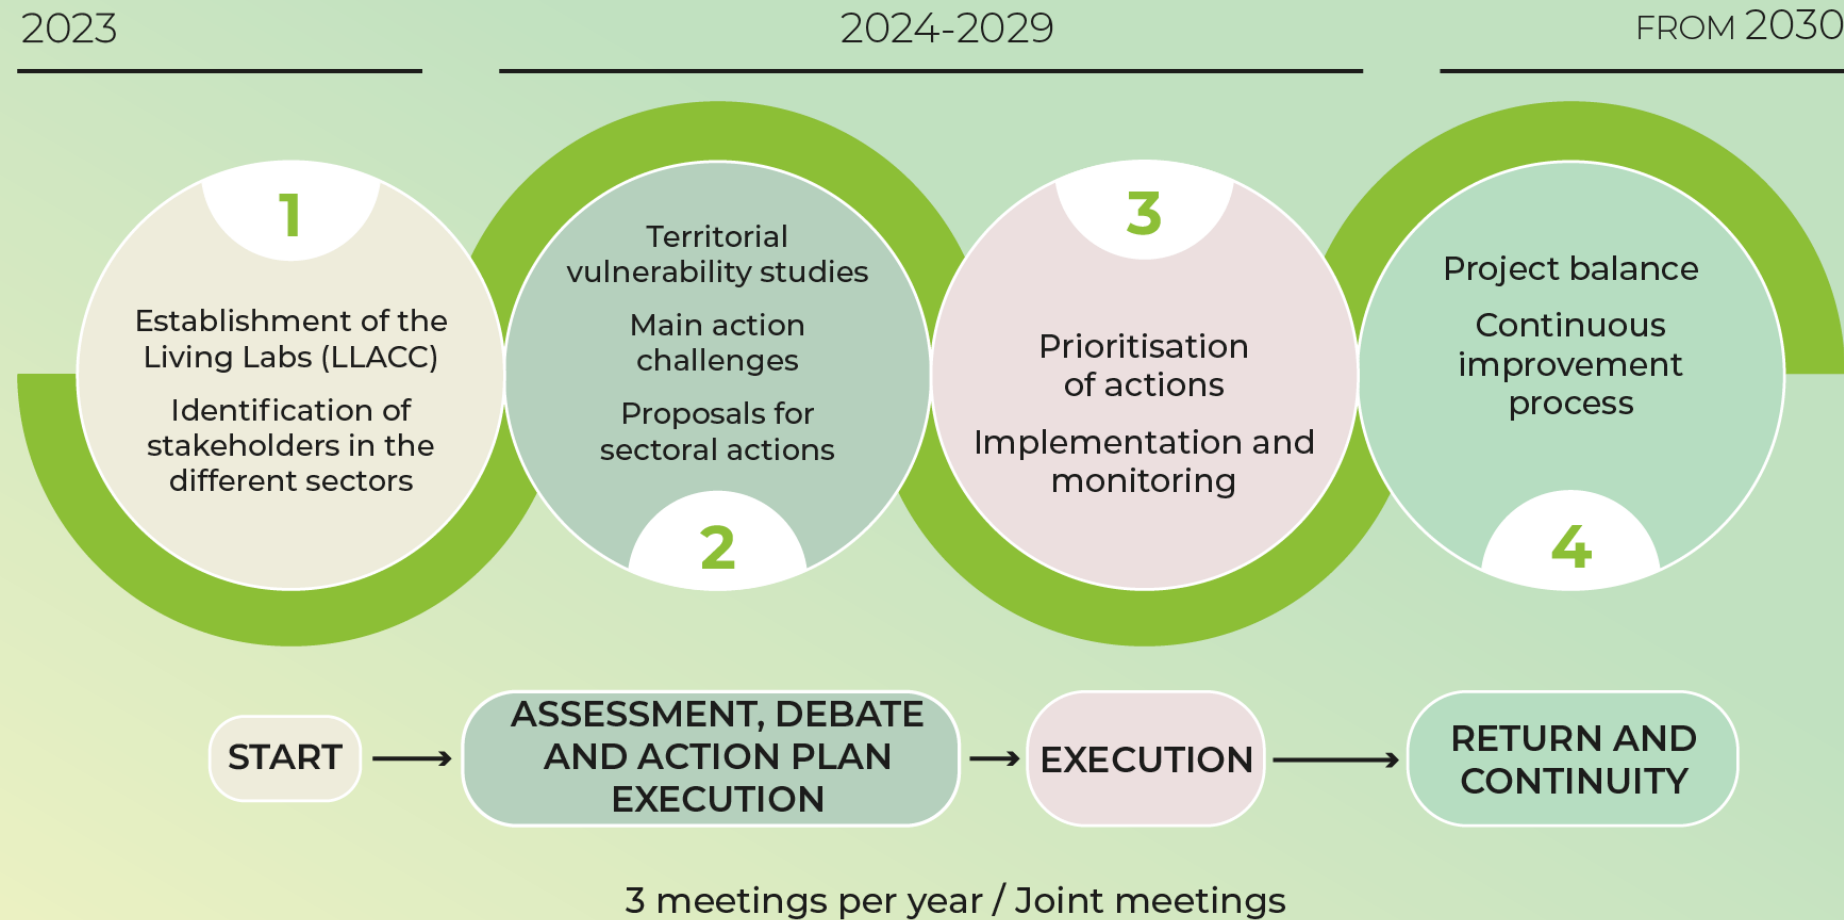 2023
2024-2029
FROM 2030
1
Establishment of the
Living Labs (LLACC)
Identification of
stakeholders in the
different sectors
Territorial
vulnerability studies
Main action
challenges
Proposals for
sectoral actions
2
3
Prioritisation
of actions
Implementation and
monitoring
Project balance
Continuous
improvement
process
4
START
ASSESSMENT, DEBATE
AND ACTION PLAN
EXECUTION
EXECUTION
RETURN AND
CONTINUITY
3 meetings per year / Joint meetings